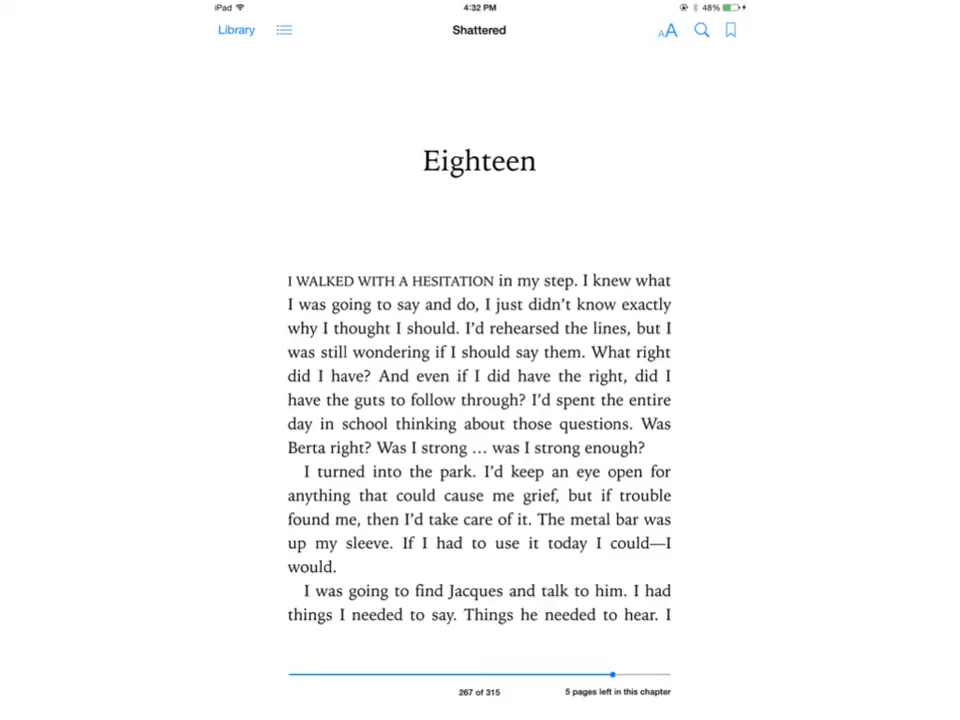 iPad 4:32 PM 48%
Library Shattered AA
Eighteen
I WALKED WITH A HESITATION in my step. I knew what
I was going to say and do, I just didn’t know exactly
why I thought I should. I’d rehearsed the lines, but I
was still wondering if I should say them. What right
did I have? And even if I did have the right, did I
have the guts to follow through? I’d spent the entire
day in school thinking about those questions. Was
Berta right? Was I strong … was I strong enough?
I turned into the park. I’d keep an eye open for
anything that could cause me grief, but if trouble
found me, then I’d take care of it. The metal bar was
up my sleeve. If I had to use it today I could—I
would.
I was going to find Jacques and talk to him. I had
things I needed to say. Things he needed to hear. I
267 of 315 5 pages left in this chapter